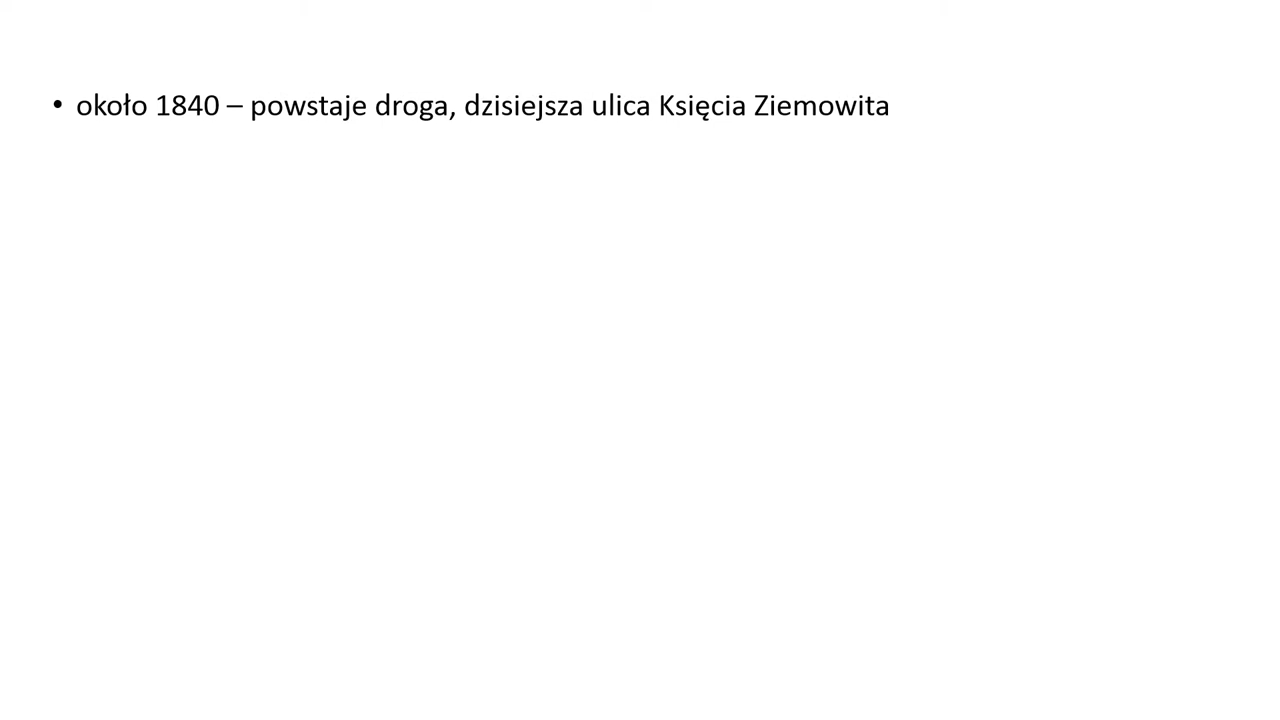 • około 1840 – powstaje droga, dzisiejsza ulica Księcia Ziemowita